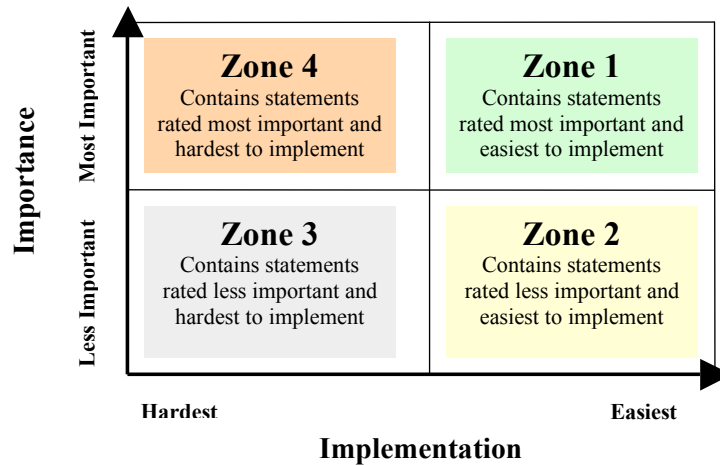 Importance
Most Important
Less Important
Zone 4
Contains statements
rated most important and
hardest to implement
Zone 1
Contains statements
rated most important and
easiest to implement
Zone 3
Contains statements
rated less important and
hardest to implement
Zone 2
Contains statements
rated less important and
easiest to implement
Hardest
Easiest
Implementation